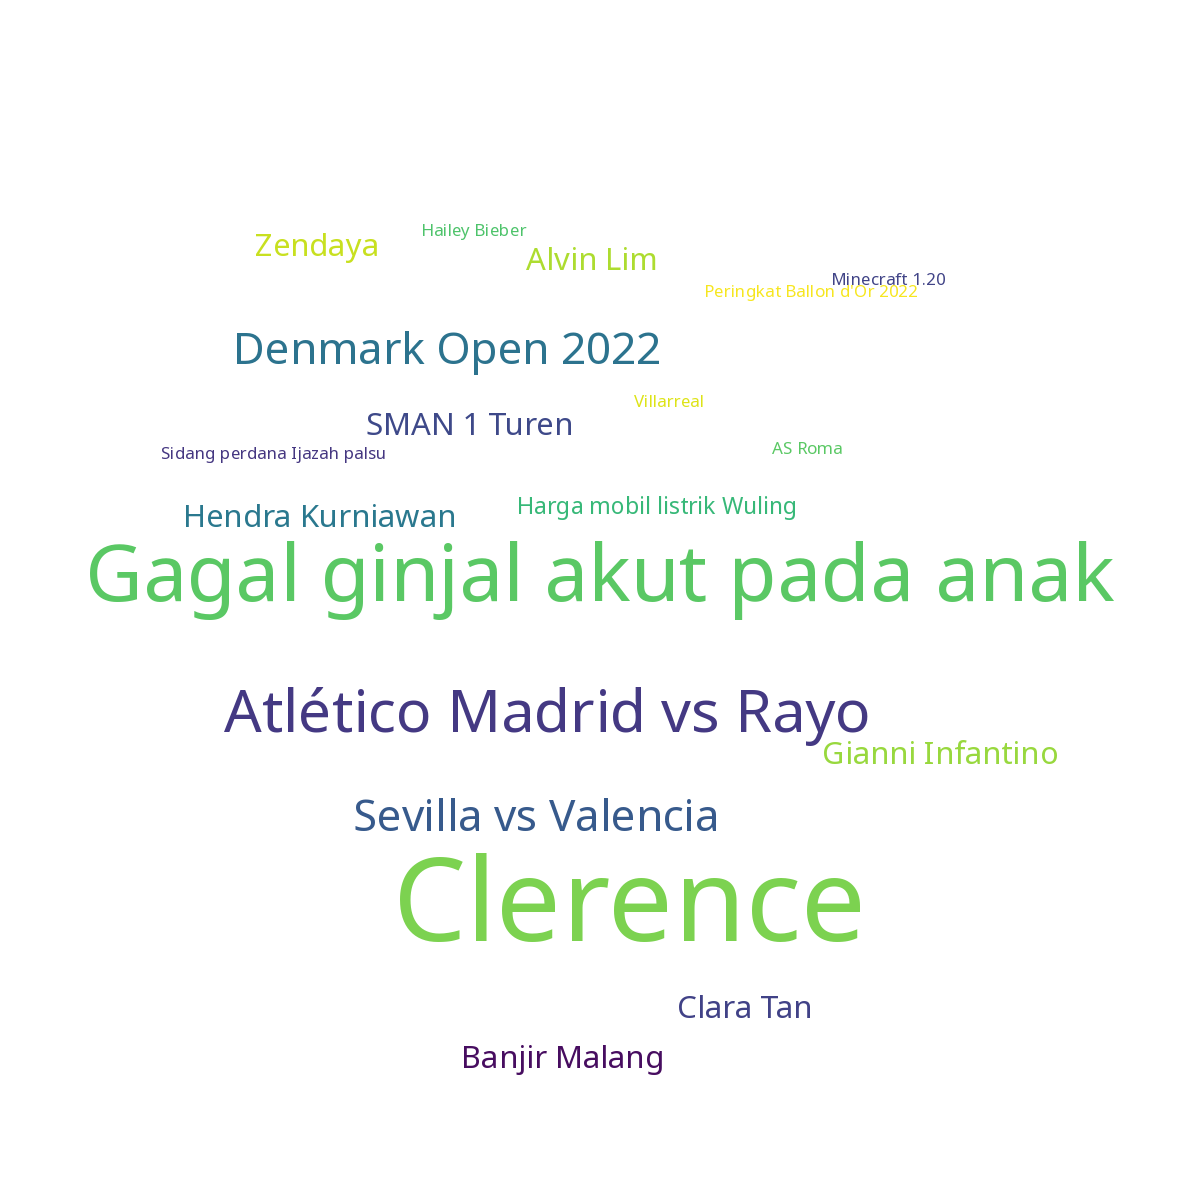 Hailey Bieber
Zendaya
Alvin Lim
Minecraft 1.20
Peringkat Ballon d'Or 2022
Denmark Open 2022
Villarreal
SMAN 1 Turen
AS Roma
Sidang perdana Ijazah palsu
Harga mobil listrik Wuling
Hendra Kurniawan
Gagal ginjal akut pada anak
Atlético Madrid vs Rayo
Gianni Infantino
Sevilla vs Valencia
Clerence
Clara Tan
Banjir Malang